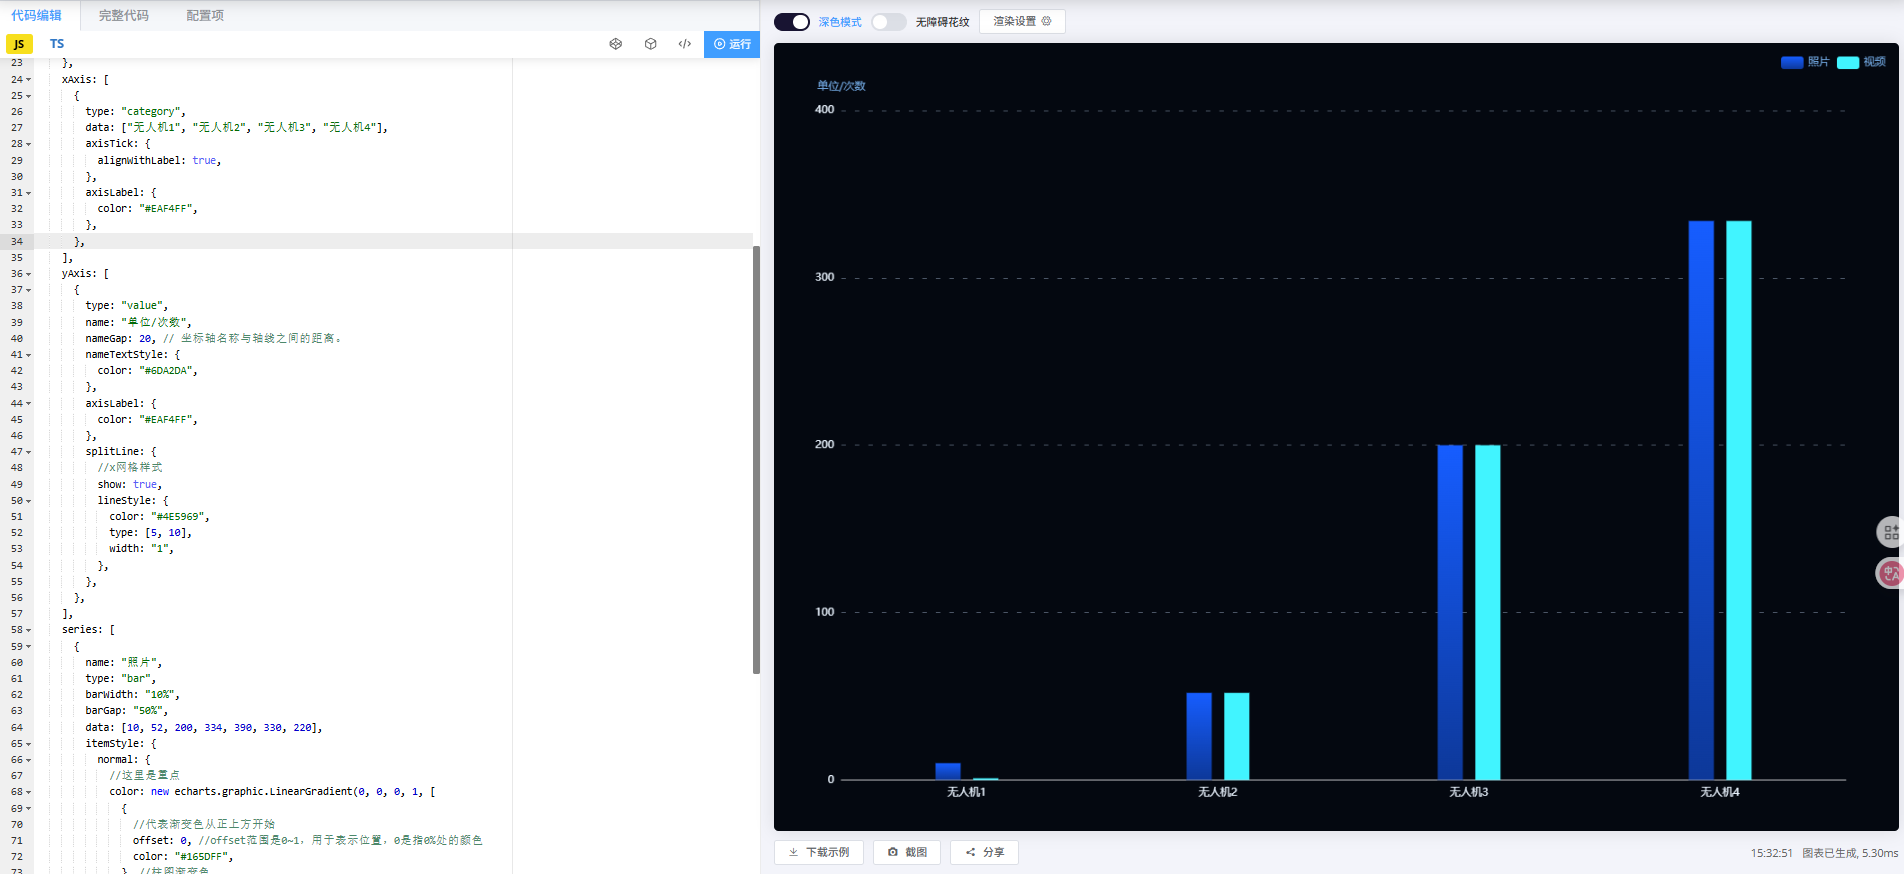 代码编辑 完整代码 配置项
JS TS 运行
23 },
24 xAxis: [
25 {
26 type: "category",
27 data: ["无人机1", "无人机2", "无人机3", "无人机4"],
28 axisTick: {
29 alignWithLabel: true,
30 },
31 axisLabel: {
32 color: "#EAF4FF",
33 },
34 },
35 ],
36 yAxis: [
37 {
38 type: "value",
39 name: "单位/次数",
40 nameGap: 20, // 坐标轴名称与轴线之间的距离。
41 nameTextStyle: {
42 color: "#6DA2DA",
43 },
44 axisLabel: {
45 color: "#EAF4FF",
46 },
47 splitLine: {
48 //x网格样式
49 show: true,
50 lineStyle: {
51 color: "#4E5969",
52 type: [5, 10],
53 width: "1",
54 },
55 },
56 },
57 ],
58 series: [
59 {
60 name: "照片",
61 type: "bar",
62 barWidth: "10%",
63 barGap: "50%",
64 data: [10, 52, 200, 334, 390, 330, 220],
65 itemStyle: {
66 normal: {
67 //这里是重点
68 color: new echarts.graphic.LinearGradient(0, 0, 0, 1, [
69 {
70 //代表渐变色从正上方开始
71 offset: 0, //offset范围是0~1，用于表示位置，0是指0%处的颜色
72 color: "#165DFF",
73 } //柱图渐变色
深色模式 无障碍花纹 渲染设置
照片 视频
单位/次数
400
300
200
100
0
无人机1 无人机2 无人机3 无人机4
下载示例 截图 分享
15:32:51 图表已生成, 5.30ms